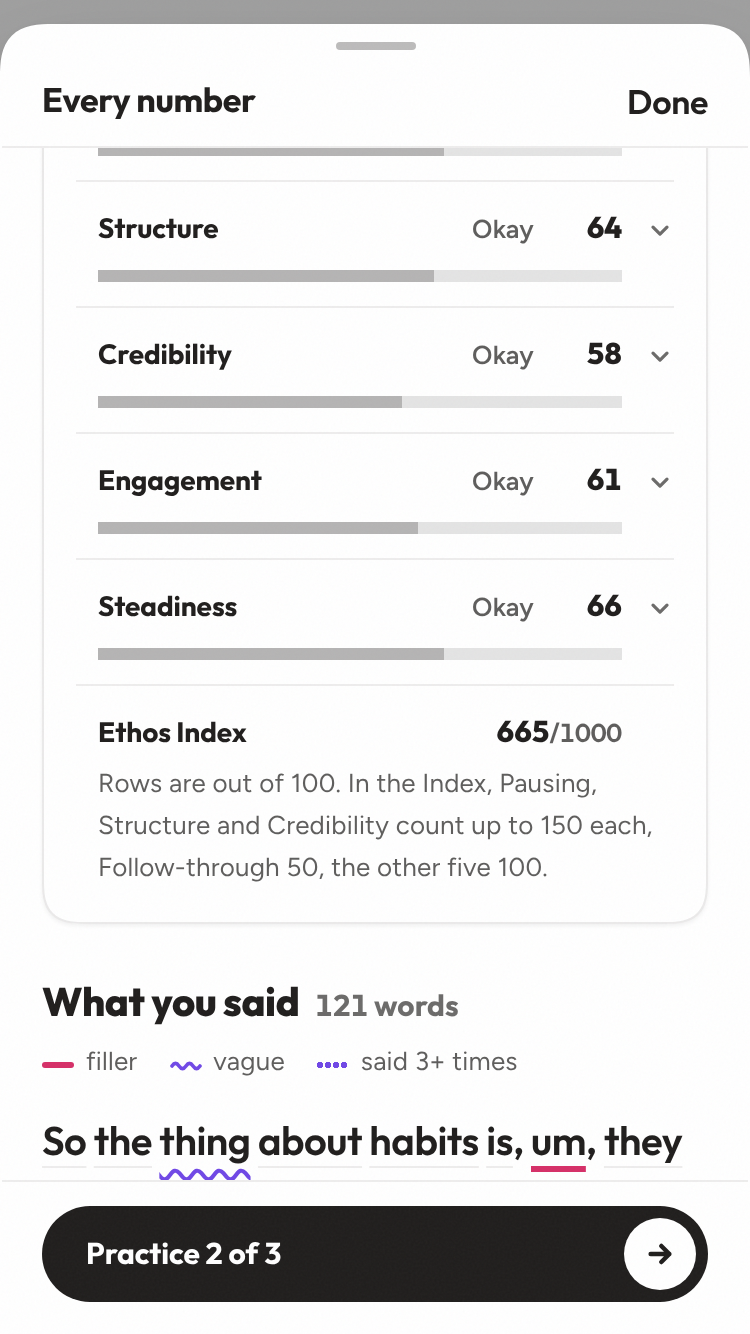 Every number
Done
Structure Okay 64
Credibility Okay 58
Engagement Okay 61
Steadiness Okay 66
Ethos Index 665/1000
Rows are out of 100. In the Index, Pausing,
Structure and Credibility count up to 150 each,
Follow-through 50, the other five 100.
What you said 121 words
filler vague said 3+ times
So the thing about habits is, um, they
Practice 2 of 3